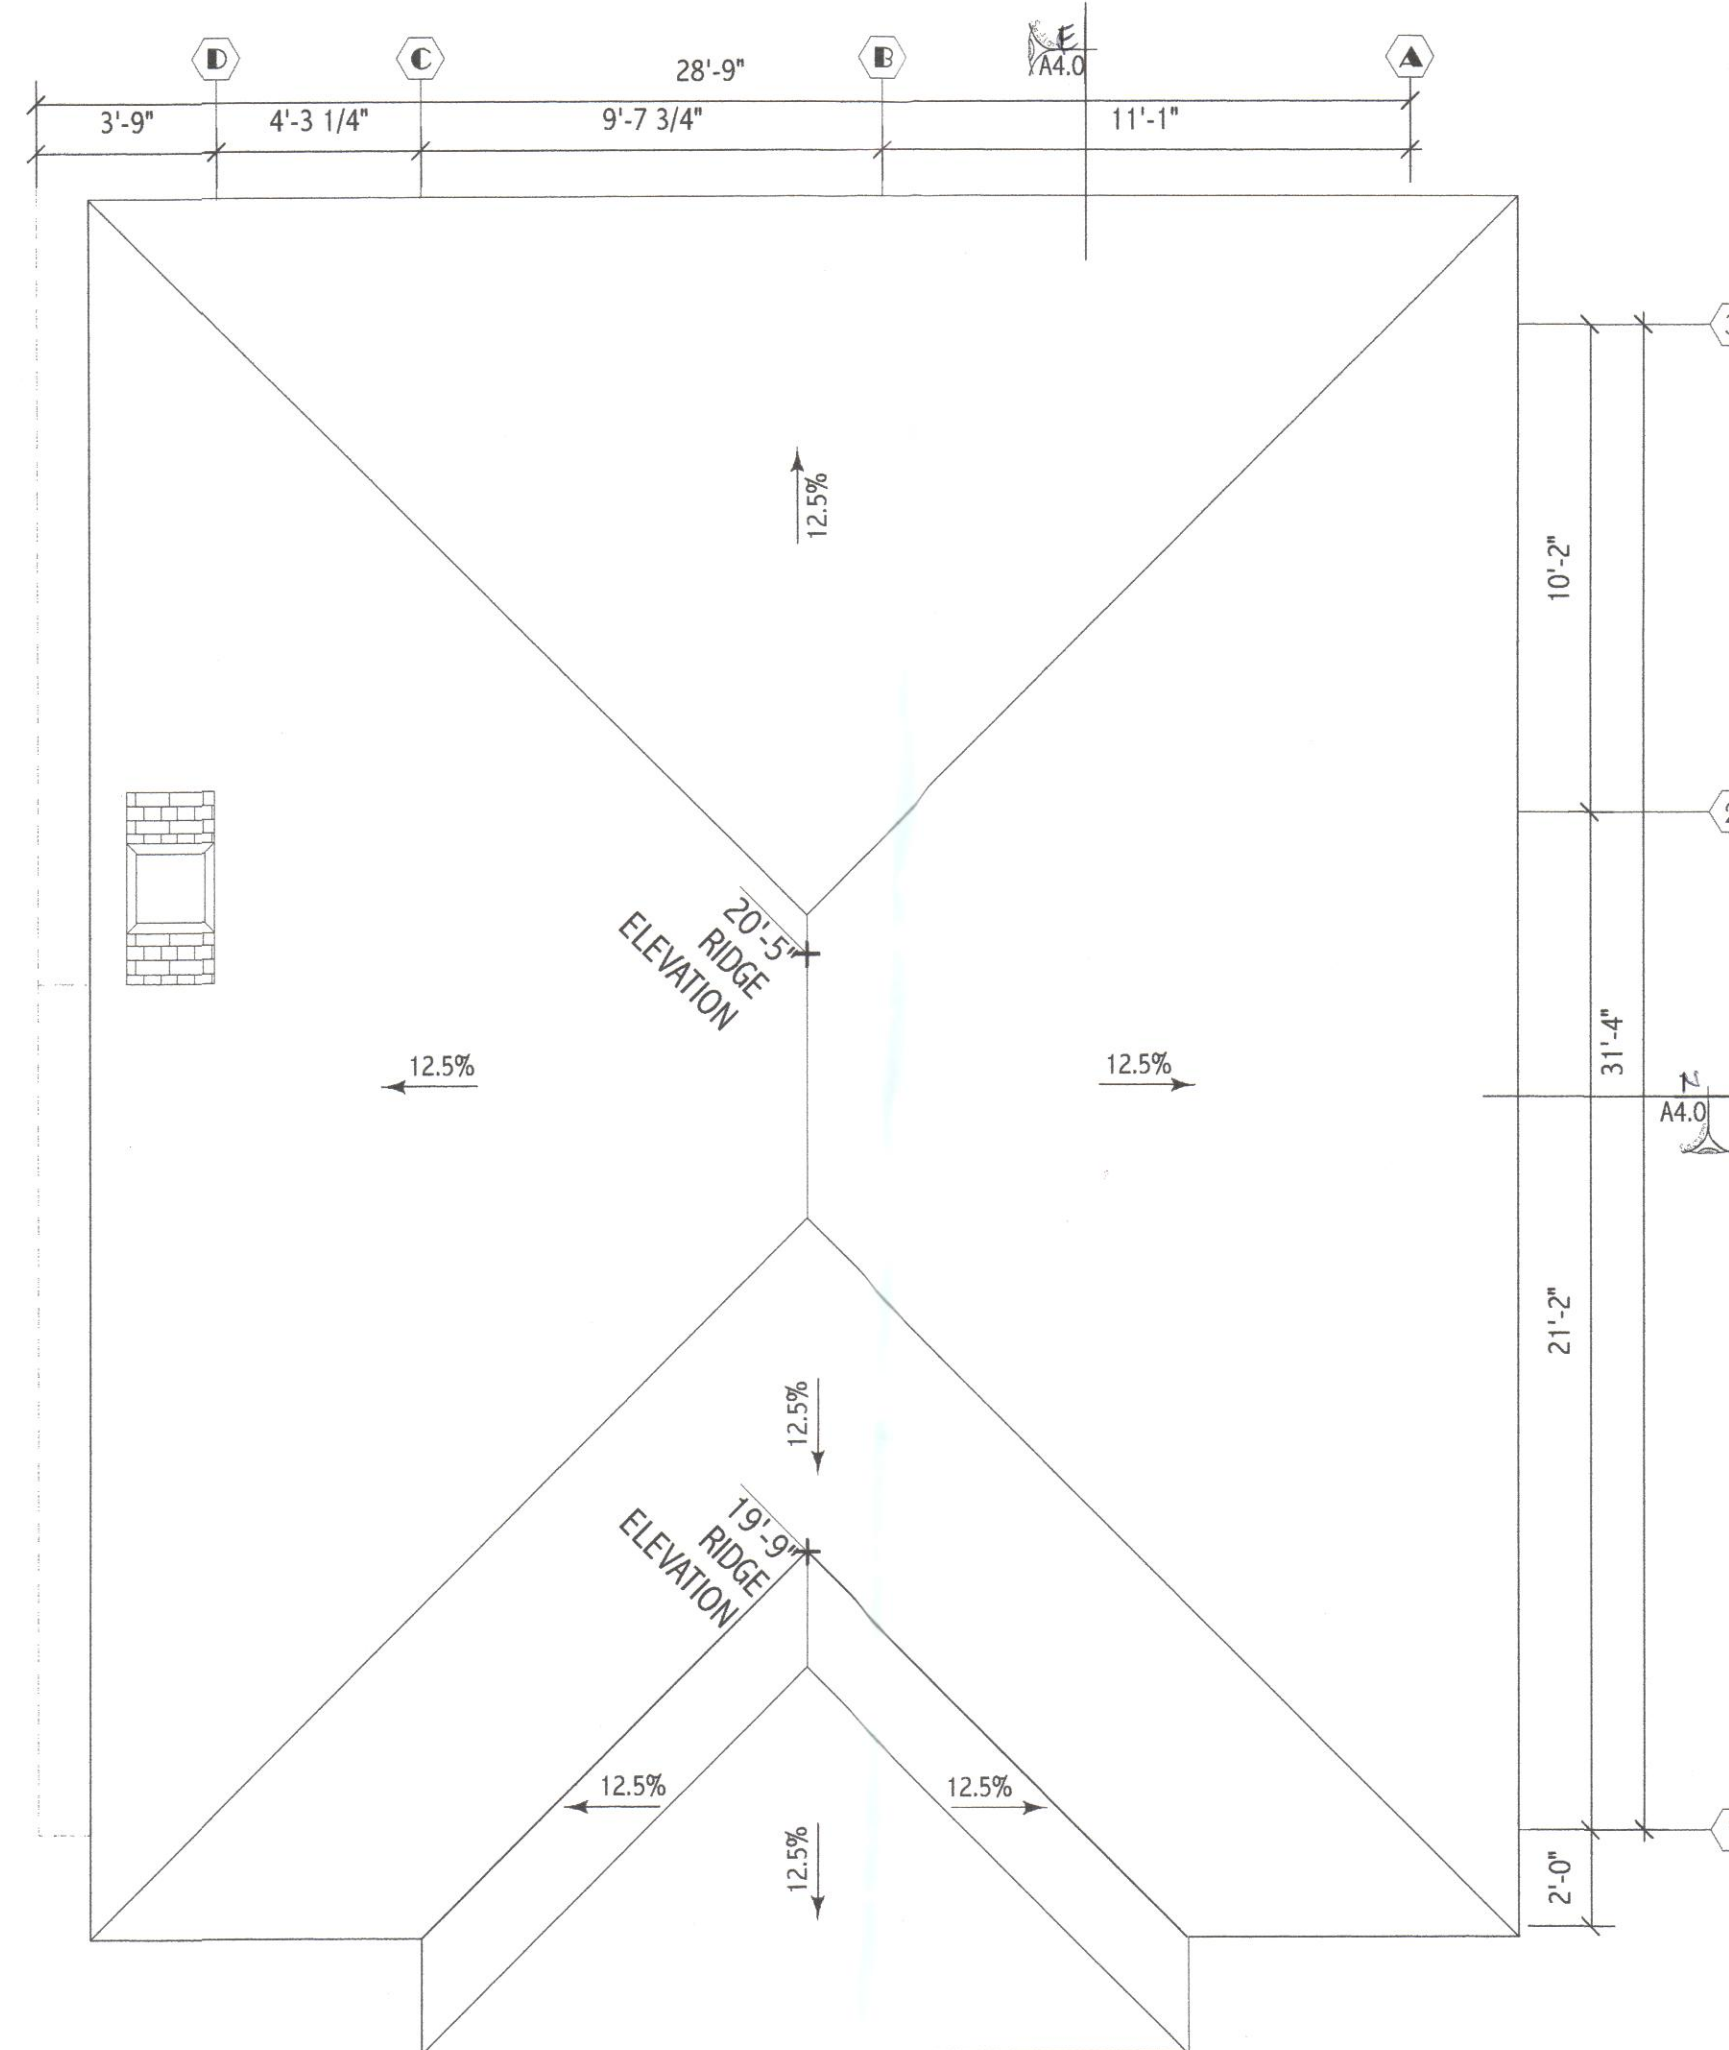 D
C
B
E
A4.0
A
28'-9"
3'-9"
4'-3 1/4"
9'-7 3/4"
11'-1"
12.5%
10'-2"
20'-5"
RIDGE
ELEVATION
12.5%
12.5%
31'-4"
N
A4.0
21'-2"
12.5%
19'-9"
RIDGE
ELEVATION
12.5%
12.5%
12.5%
2'-0"